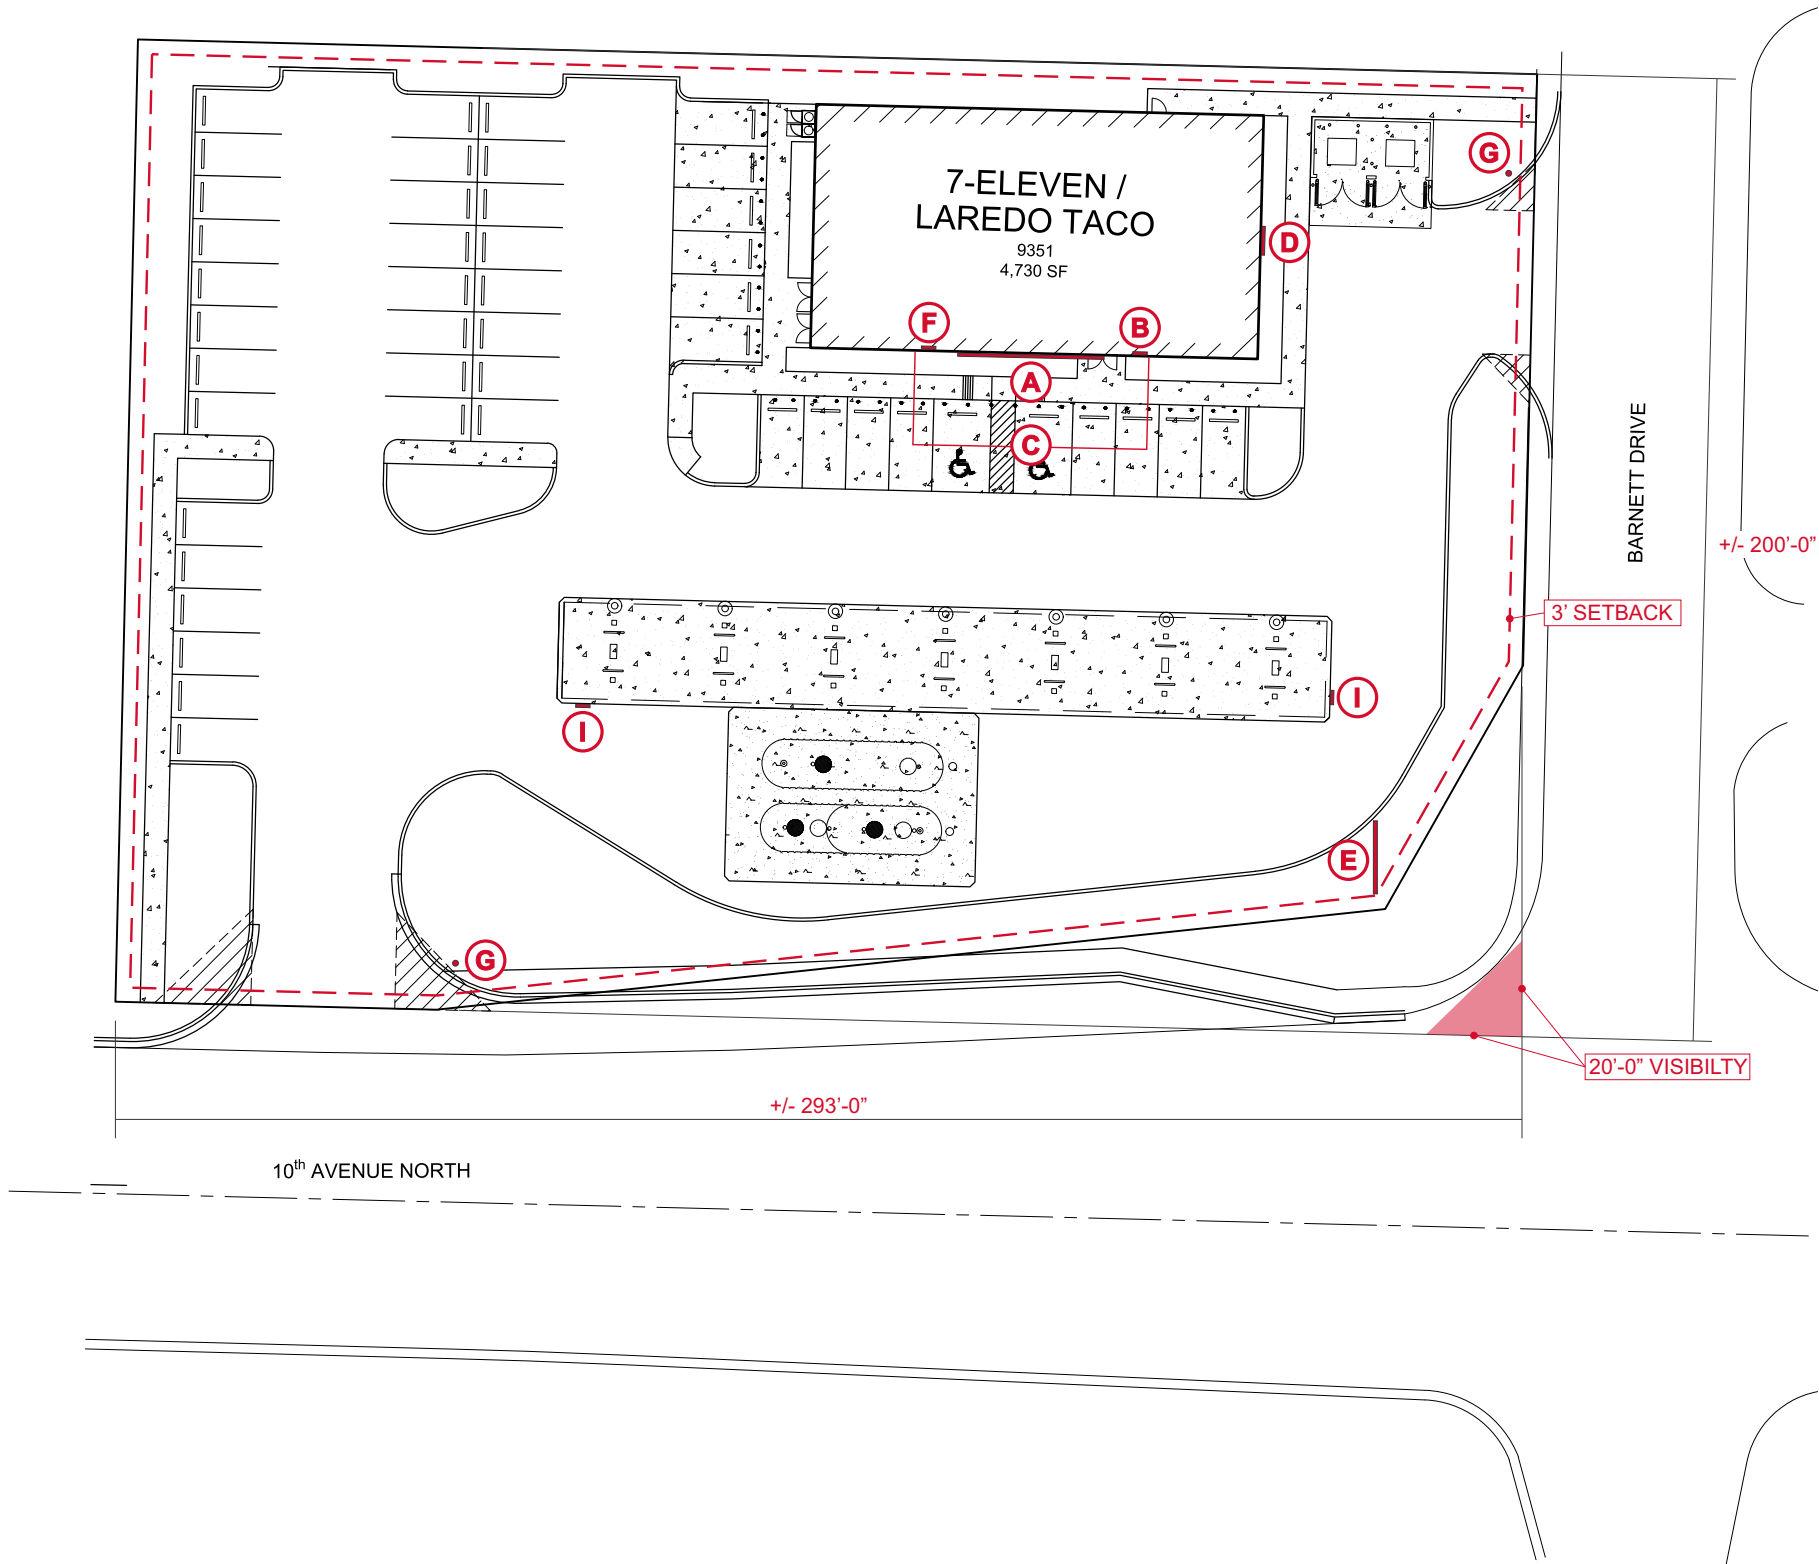 G
7-ELEVEN /
LAREDO TACO
9351
4,730 SF
D
F
B
A
C
BARNETT DRIVE
+/- 200'-0”
3’ SETBACK
I
I
E
G
20’-0” VISIBILTY
+/- 293’-0”
10th AVENUE NORTH